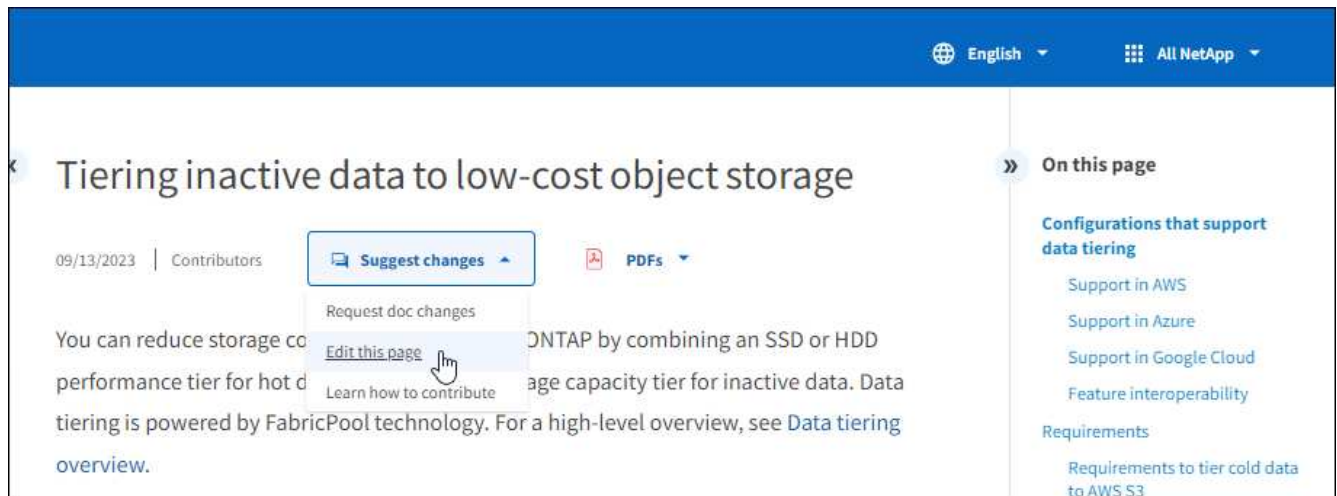 English
All NetApp
Tiering inactive data to low-cost object storage
09/13/2023 | Contributors
Suggest changes
PDFs
Request doc changes
Edit this page
Learn how to contribute
You can reduce storage co ONTAP by combining an SSD or HDD
performance tier for hot d age capacity tier for inactive data. Data
tiering is powered by FabricPool technology. For a high-level overview, see Data tiering
overview.
On this page
Configurations that support
data tiering
Support in AWS
Support in Azure
Support in Google Cloud
Feature interoperability
Requirements
Requirements to tier cold data
to AWS S3